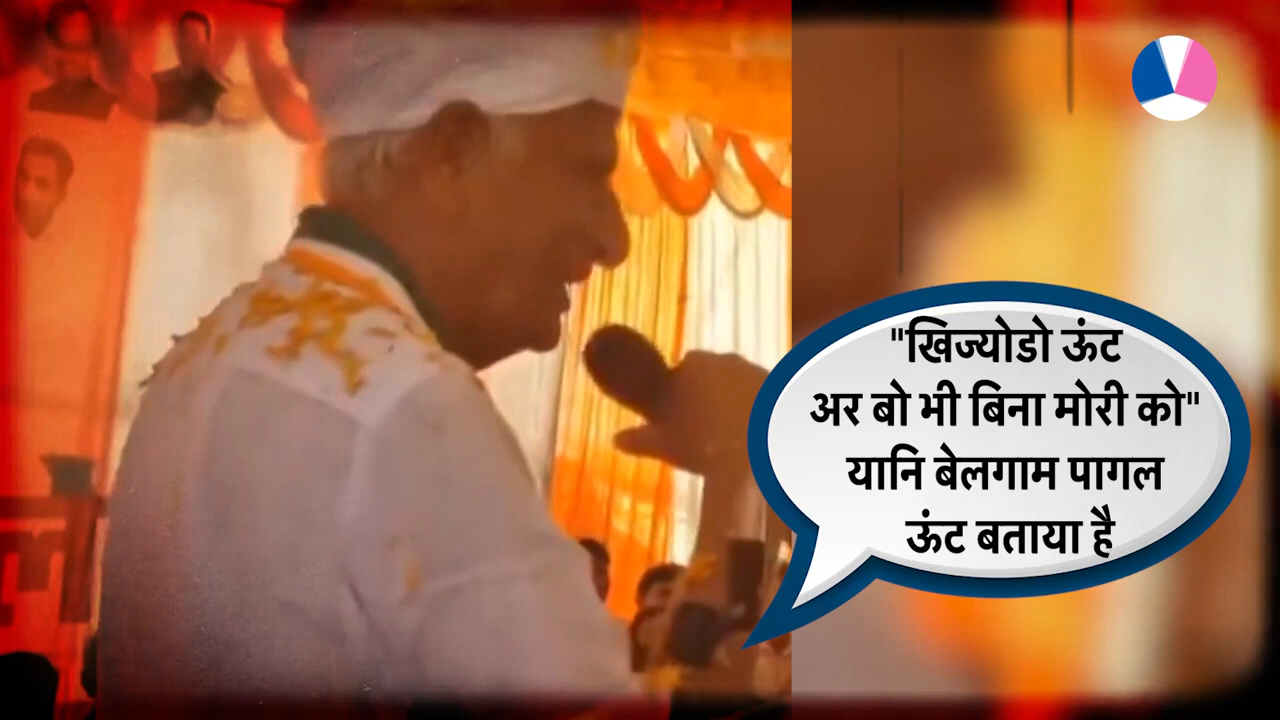 "खिज्योडो ऊंट
अर बो भी बिना मोरी को"
यानि बेलगाम पागल
ऊंट बताया है